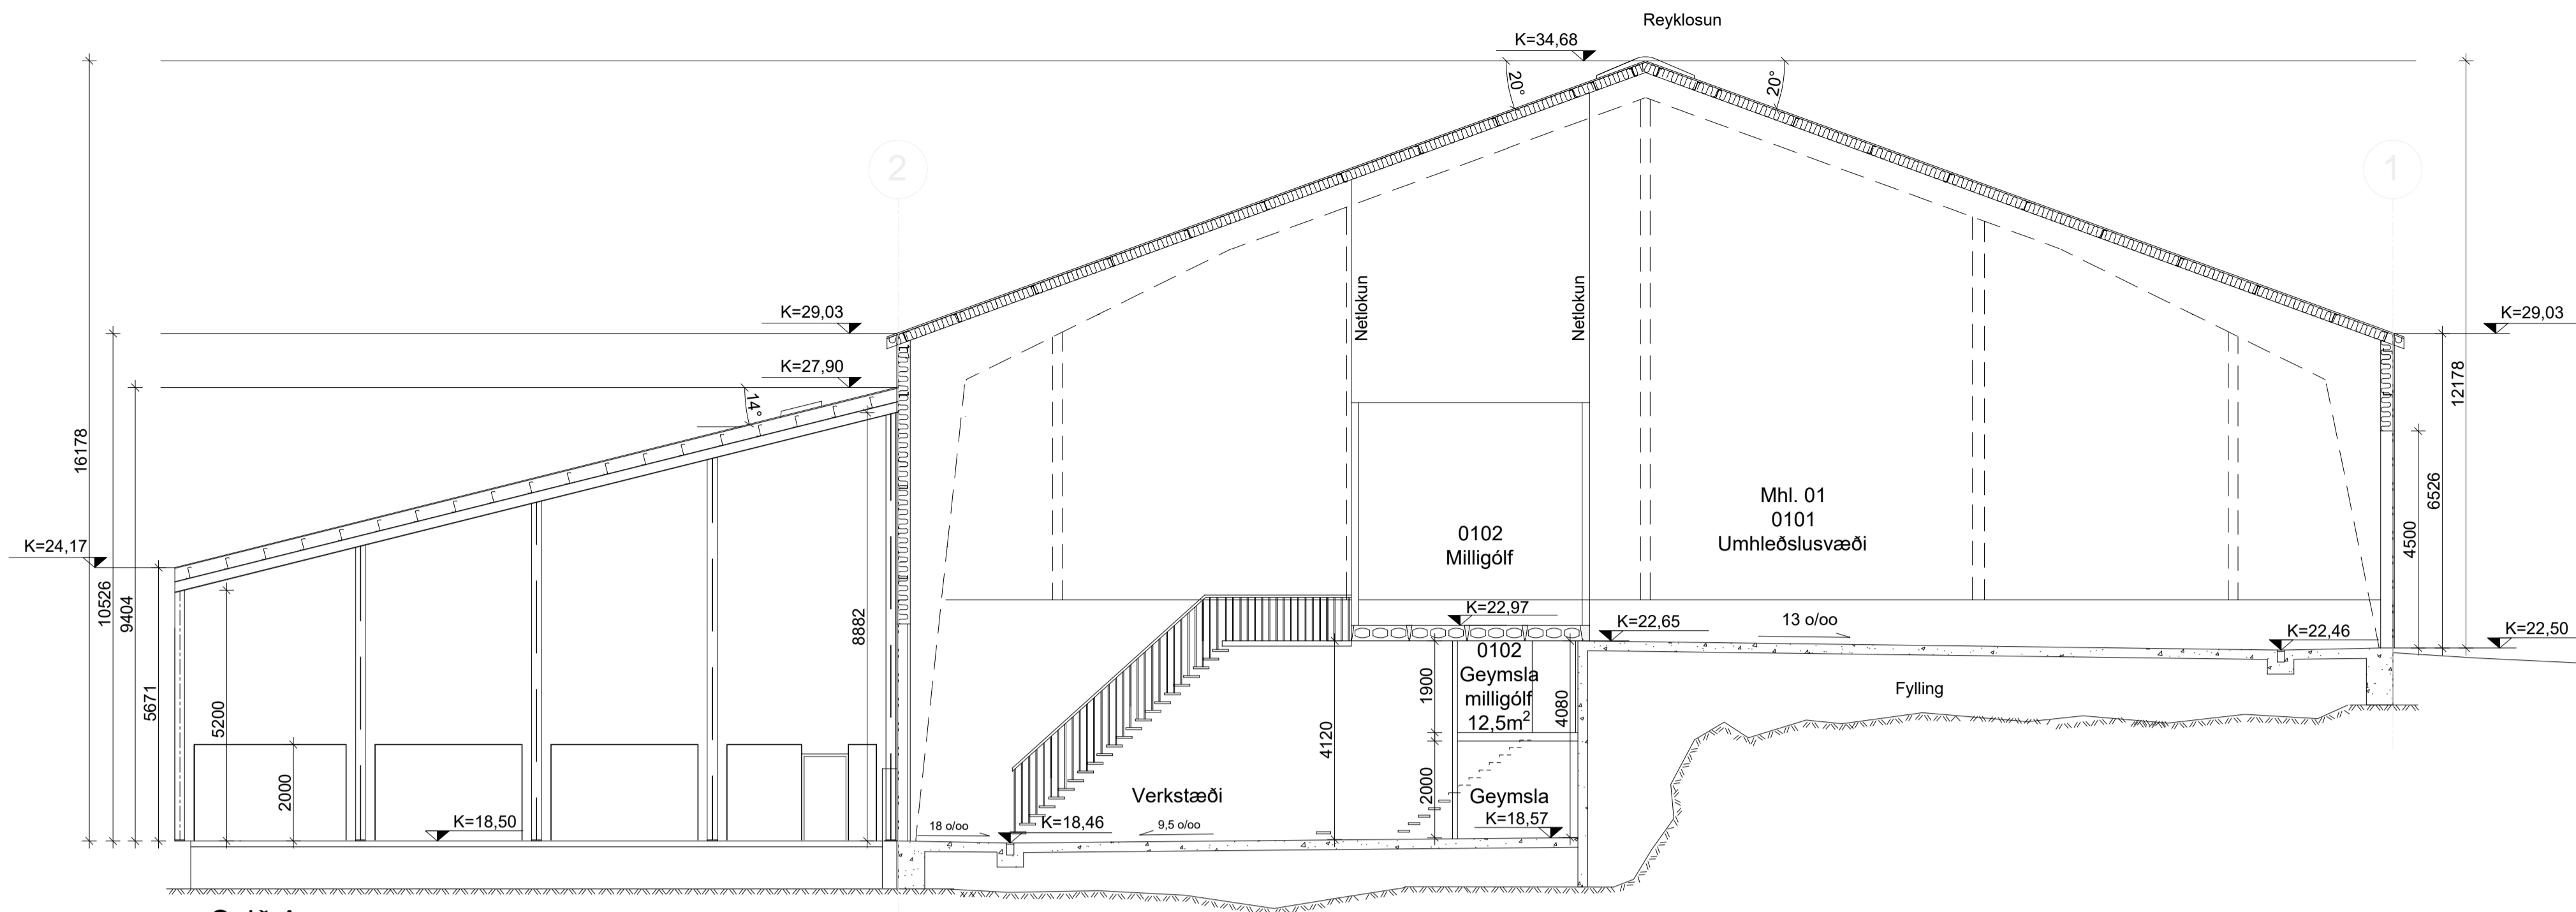 Reyklosun
K=34,68
20°
20°
2
1
K=29,03
K=29,03
K=27,90
14°
Netlokun
Netlokun
16178
10526
9404
5671
5200
2000
8882
12178
6526
4500
K=24,17
Mhl. 01
0101
Umhleðslusvæði
0102
Milligólf
K=22,97
K=22,65
13 o/oo
K=22,46
K=22,50
0102
Geymsla
milligólf
12,5m²
1900
4080
4120
2000
Fylling
Verkstæði
Geymsla
K=18,57
K=18,50
18 o/oo
K=18,46
9,5 o/oo